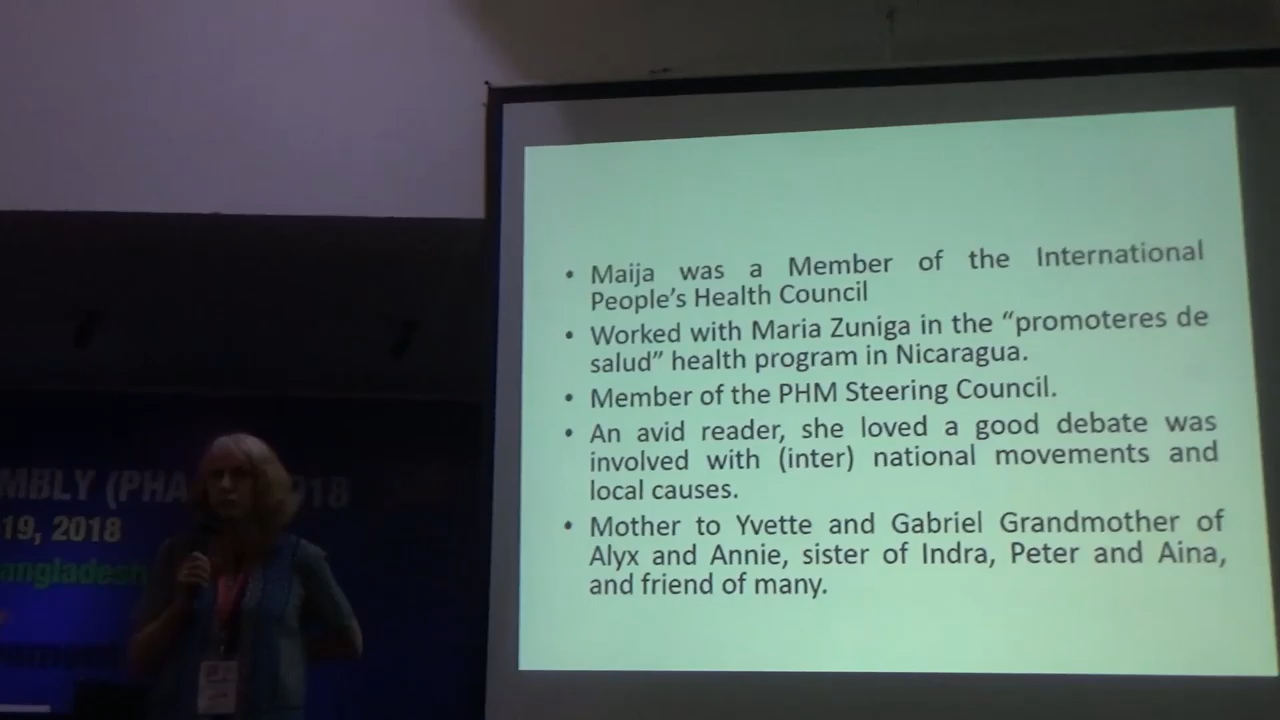 MBLY (PHA
18
19, 2018
angladesh
• Maija was a Member of the International
People’s Health Council
• Worked with Maria Zuniga in the “promoteres de
salud” health program in Nicaragua.
• Member of the PHM Steering Council.
• An avid reader, she loved a good debate was
involved with (inter) national movements and
local causes.
• Mother to Yvette and Gabriel Grandmother of
Alyx and Annie, sister of Indra, Peter and Aina,
and friend of many.